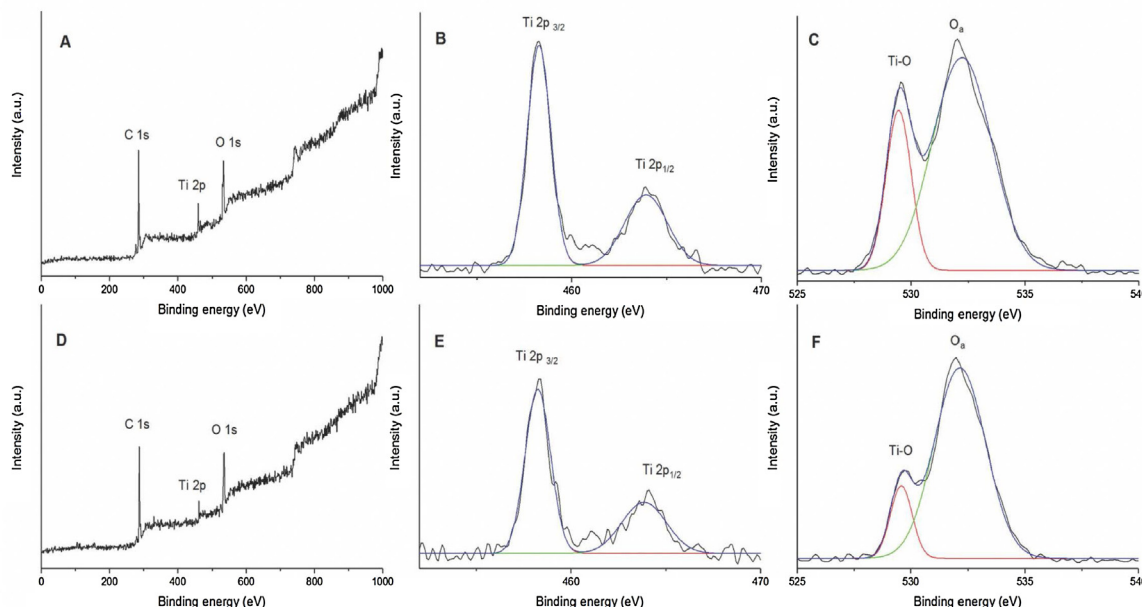 A
C 1s
Ti 2p
O 1s
Intensity (a.u.)
0 200 400 600 800 1000
Binding energy (eV)
B
Ti 2p 3/2
Ti 2p1/2
Intensity (a.u.)
460 470
Binding energy (eV)
C
Ti-O
Oa
Intensity (a.u.)
525 530 535 540
Binding energy (eV)
D
C 1s
Ti 2p
O 1s
Intensity (a.u.)
0 200 400 600 800 1000
Binding energy (eV)
E
Ti 2p 3/2
Ti 2p1/2
Intensity (a.u.)
460 470
Binding energy (eV)
F
Ti-O
Oa
Intensity (a.u.)
525 530 535
Binding energy (eV)